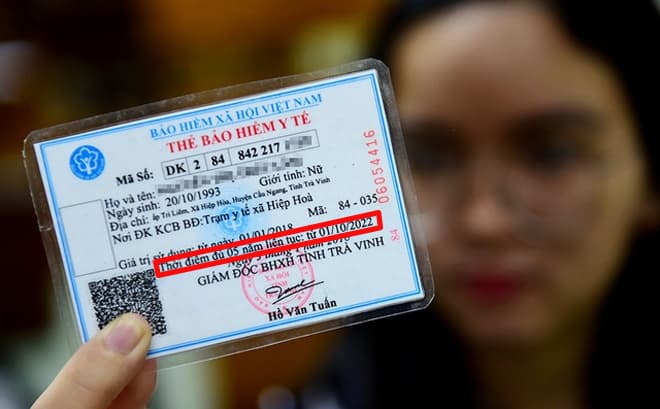 BẢO HIỂM XÃ HỘI VIỆT NAM
THẺ BẢO HIỂM Y TẾ
Mã Số: DK 2 84 842 217
Họ và tên:
Ngày sinh: 20/10/1993 Giới tính: Nữ
Địa chỉ: ấp Tri Liêm, Xã Hiệp Hòa, Huyện Cầu Ngang, Tỉnh Trà Vinh
Nơi ĐK KCB BĐ: Trạm y tế xã Hiệp Hoà Mã: 84 - 035
Giá trị sử dụng: từ ngày 01/01/2018
Thời điểm đủ 05 năm liên tục: từ 01/10/2022
GIÁM ĐỐC BHXH TỈNH TRÀ VINH
Hồ Văn Tuấn
06054416
84